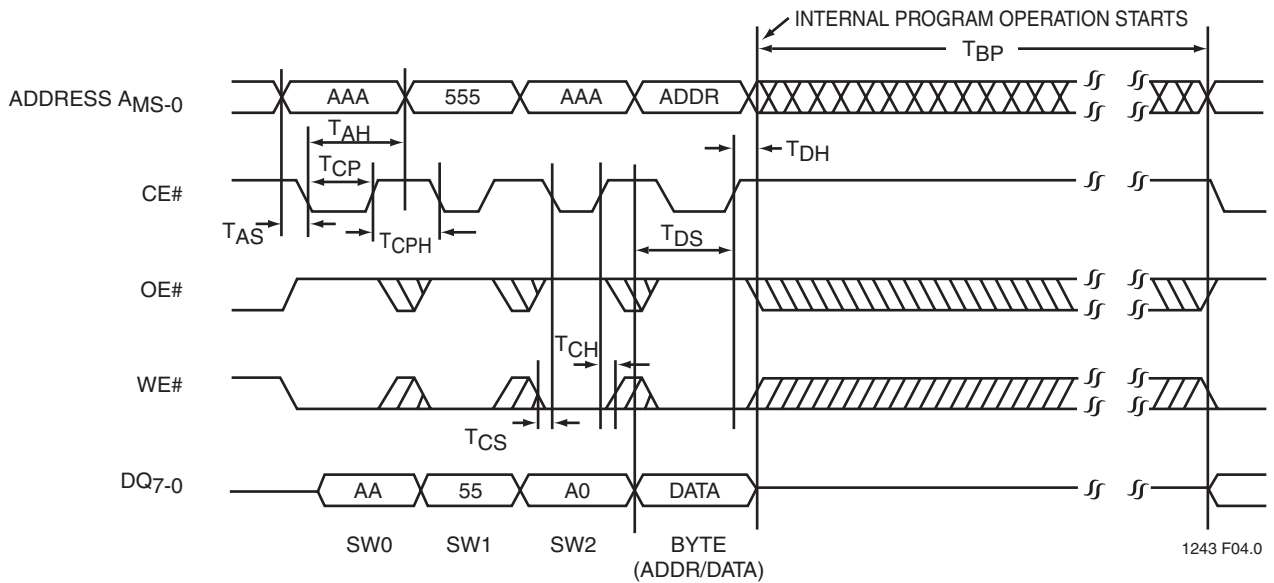 INTERNAL PROGRAM OPERATION STARTS
TBP
ADDRESS AMS-0
AAA 555 AAA ADDR
TAH
TDH
TCP
CE#
TAS
TCPH
TDS
OE#
TCH
WE#
TCS
DQ7-0
AA 55 A0 DATA
SW0 SW1 SW2 BYTE
(ADDR/DATA)
1243 F04.0